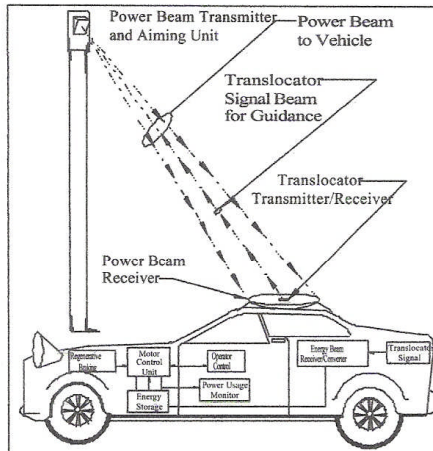 Power Beam Transmitter
and Aiming Unit
Power Beam
to Vehicle
Translocator
Signal Beam
for Guidance
Translocator
Transmitter/Receiver
Power Beam
Receiver
Regenerative
Braking
Motor
Control
Unit
Operator
Control
Energy
Storage
Power Usage
Monitor
Energy Beam
Receiver/Converter
Translocator
Signal